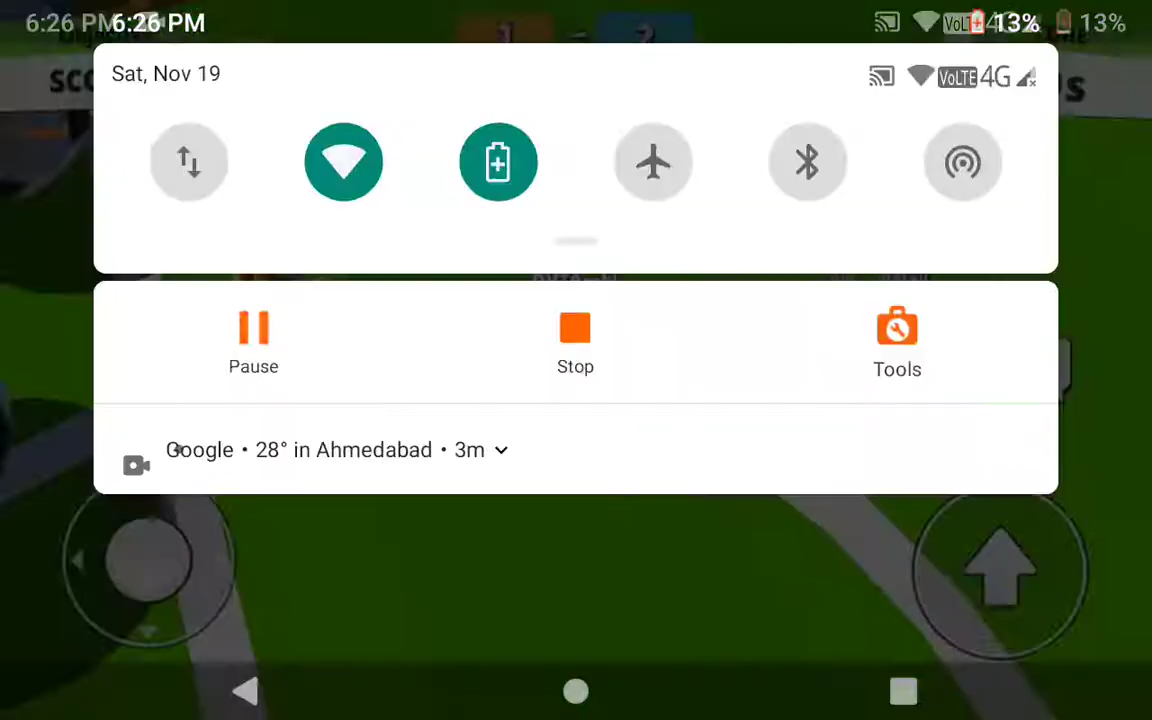 6:26 PM 6:26 PM VoLTE 13% 13%
Sat, Nov 19 VoLTE 4G
Pause Stop Tools
Google • 28° in Ahmedabad • 3m